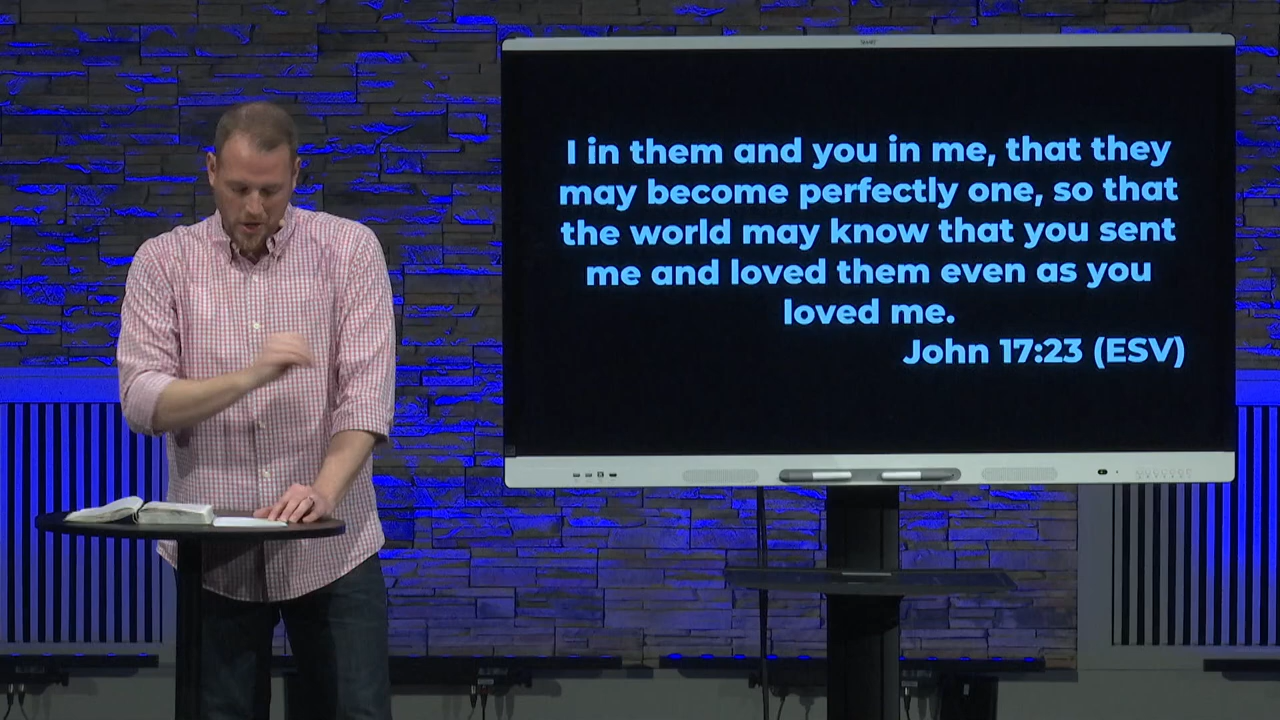 SMART
I in them and you in me, that they
may become perfectly one, so that
the world may know that you sent
me and loved them even as you
loved me.
John 17:23 (ESV)